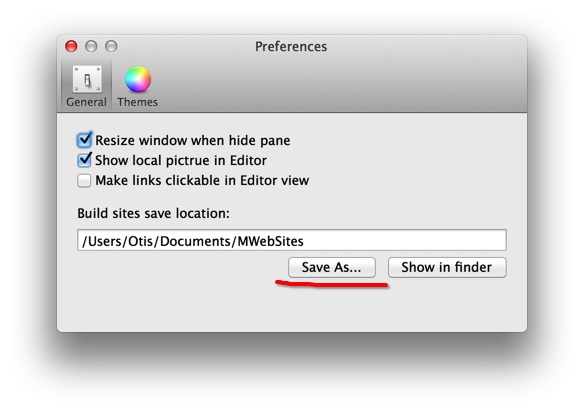 Preferences
General
Themes
Resize window when hide pane
Show local pictrue in Editor
Make links clickable in Editor view
Build sites save location:
/Users/Otis/Documents/MWebSites
Save As...
Show in finder